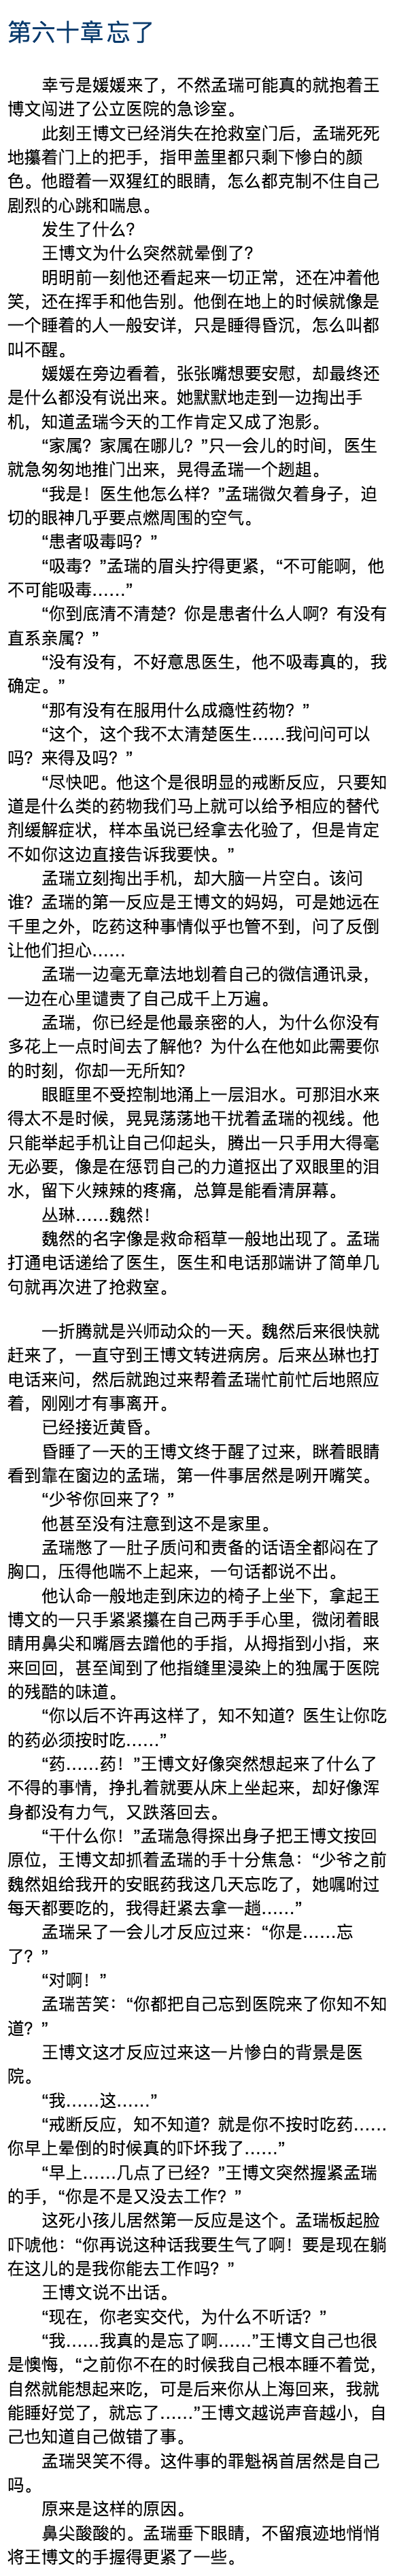 第六十章 忘了
幸亏是媛媛来了，不然孟瑞可能真的就抱着王
博文闯进了公立医院的急诊室。
此刻王博文已经消失在抢救室门后，孟瑞死死
地攥着门上的把手，指甲盖里都只剩下惨白的颜
色。他瞪着一双猩红的眼睛，怎么都克制不住自己
剧烈的心跳和喘息。
发生了什么？
王博文为什么突然就晕倒了？
明明前一刻他还看起来一切正常，还在冲着他
笑，还在挥手和他告别。他倒在地上的时候就像是
一个睡着的人一般安详，只是睡得昏沉，怎么叫都
叫不醒。
媛媛在旁边看着，张张嘴想要安慰，却最终还
是什么都没有说出来。她默默地走到一边掏出手
机，知道孟瑞今天的工作肯定又成了泡影。
“家属？家属在哪儿？”只一会儿的时间，医生
就急匆匆地推门出来，晃得孟瑞一个趔趄。
“我是！医生他怎么样？”孟瑞微欠着身子，迫
切的眼神几乎要点燃周围的空气。
“患者吸毒吗？”
“吸毒？”孟瑞的眉头拧得更紧，“不可能啊，他
不可能吸毒……”
“你到底清不清楚？你是患者什么人啊？有没有
直系亲属？”
“没有没有，不好意思医生，他不吸毒真的，我
确定。”
“那有没有在服用什么成瘾性药物？”
“这个，这个我不太清楚医生……我问问可以
吗？来得及吗？”
“尽快吧。他这个是很明显的戒断反应，只要知
道是什么类的药物我们马上就可以给予相应的替代
剂缓解症状，样本虽说已经拿去化验了，但是肯定
不如你这边直接告诉我要快。”
孟瑞立刻掏出手机，却大脑一片空白。该问
谁？孟瑞的第一反应是王博文的妈妈，可是她远在
千里之外，吃药这种事情似乎也管不到，问了反倒
让他们担心……
孟瑞一边毫无章法地划着自己的微信通讯录，
一边在心里谴责了自己成千上万遍。
孟瑞，你已经是他最亲密的人，为什么你没有
多花上一点时间去了解他？为什么在他如此需要你
的时刻，你却一无所知？
眼眶里不受控制地涌上一层泪水。可那泪水来
得太不是时候，晃晃荡荡地干扰着孟瑞的视线。他
只能举起手机让自己仰起头，腾出一只手用大得毫
无必要，像是在惩罚自己的力道抠出了双眼里的泪
水，留下火辣辣的疼痛，总算是能看清屏幕。
丛琳……魏然！
魏然的名字像是救命稻草一般地出现了。孟瑞
打通电话递给了医生，医生和电话那端讲了简单几
句就再次进了抢救室。
一折腾就是兴师动众的一天。魏然后来很快就
赶来了，一直守到王博文转进病房。后来丛琳也打
电话来问，然后就跑过来帮着孟瑞忙前忙后地照应
着，刚刚才有事离开。
已经接近黄昏。
昏睡了一天的王博文终于醒了过来，眯着眼睛
看到靠在窗边的孟瑞，第一件事居然是咧开嘴笑。
“少爷你回来了？”
他甚至没有注意到这不是家里。
孟瑞憋了一肚子质问和责备的话语全都闷在了
胸口，压得他喘不上起来，一句话都说不出。
他认命一般地走到床边的椅子上坐下，拿起王
博文的一只手紧紧攥在自己两手手心里，微闭着眼
睛用鼻尖和嘴唇去蹭他的手指，从拇指到小指，来
来回回，甚至闻到了他指缝里浸染上的独属于医院
的残酷的味道。
“你以后不许再这样了，知不知道？医生让你吃
的药必须按时吃……”
“药……药！”王博文好像突然想起来了什么了
不得的事情，挣扎着就要从床上坐起来，却好像浑
身都没有力气，又跌落回去。
“干什么你！”孟瑞急得探出身子把王博文按回
原位，王博文却抓着孟瑞的手十分焦急：“少爷之前
魏然姐给我开的安眠药我这几天忘吃了，她嘱咐过
每天都要吃的，我得赶紧去拿一趟……”
孟瑞呆了一会儿才反应过来：“你是……忘
了？”
“对啊！”
孟瑞苦笑：“你都把自己忘到医院来了你知不知
道？”
王博文这才反应过来这一片惨白的背景是医
院。
“我……这……”
“戒断反应，知不知道？就是你不按时吃药……
你早上晕倒的时候真的吓坏我了……”
“早上……几点了已经？”王博文突然握紧孟瑞
的手，“你是不是又没去工作？”
这死小孩儿居然第一反应是这个。孟瑞板起脸
吓唬他：“你再说这种话我要生气了啊！要是现在躺
在这儿的是我你能去工作吗？”
王博文说不出话。
“现在，你老实交代，为什么不听话？”
“我……我真的是忘了啊……”王博文自己也很
是懊悔，“之前你不在的时候我自己根本睡不着觉，
自然就能想起来吃，可是后来你从上海回来，我就
能睡好觉了，就忘了……”王博文越说声音越小，自
己也知道自己做错了事。
孟瑞哭笑不得。这件事的罪魁祸首居然是自己
吗。
原来是这样的原因。
鼻尖酸酸的。孟瑞垂下眼睛，不留痕迹地悄悄
将王博文的手握得更紧了一些。